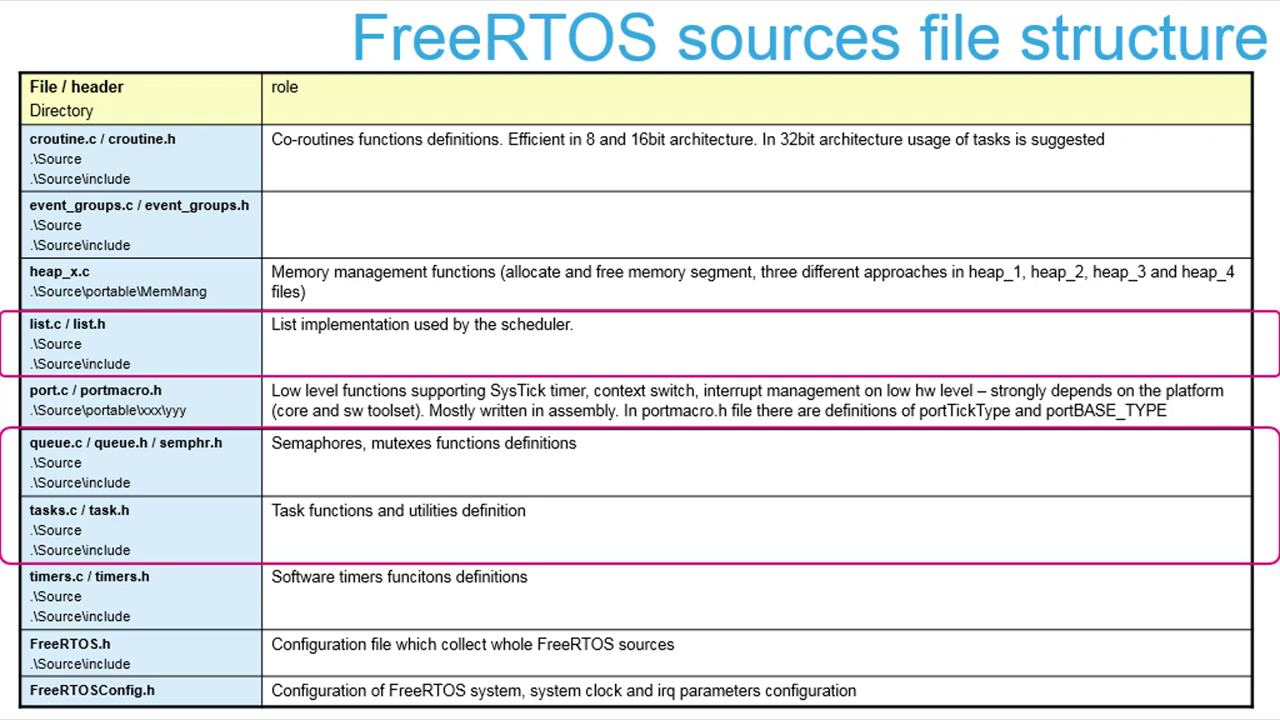 FreeRTOS sources file structure
File / header
Directory
role
croutine.c / croutine.h
.\Source
.\Source\include
Co-routines functions definitions. Efficient in 8 and 16bit architecture. In 32bit architecture usage of tasks is suggested
event_groups.c / event_groups.h
.\Source
.\Source\include
heap_x.c
.\Source\portable\MemMang
Memory management functions (allocate and free memory segment, three different approaches in heap_1, heap_2, heap_3 and heap_4
files)
list.c / list.h
.\Source
.\Source\include
List implementation used by the scheduler.
port.c / portmacro.h
.\Source\portable\xxx\yyy
Low level functions supporting SysTick timer, context switch, interrupt management on low hw level – strongly depends on the platform
(core and sw toolset). Mostly written in assembly. In portmacro.h file there are definitions of portTickType and portBASE_TYPE
queue.c / queue.h / semphr.h
.\Source
.\Source\include
Semaphores, mutexes functions definitions
tasks.c / task.h
.\Source
.\Source\include
Task functions and utilities definition
timers.c / timers.h
.\Source
.\Source\include
Software timers funcitons definitions
FreeRTOS.h
.\Source\include
Configuration file which collect whole FreeRTOS sources
FreeRTOSConfig.h
Configuration of FreeRTOS system, system clock and irq parameters configuration